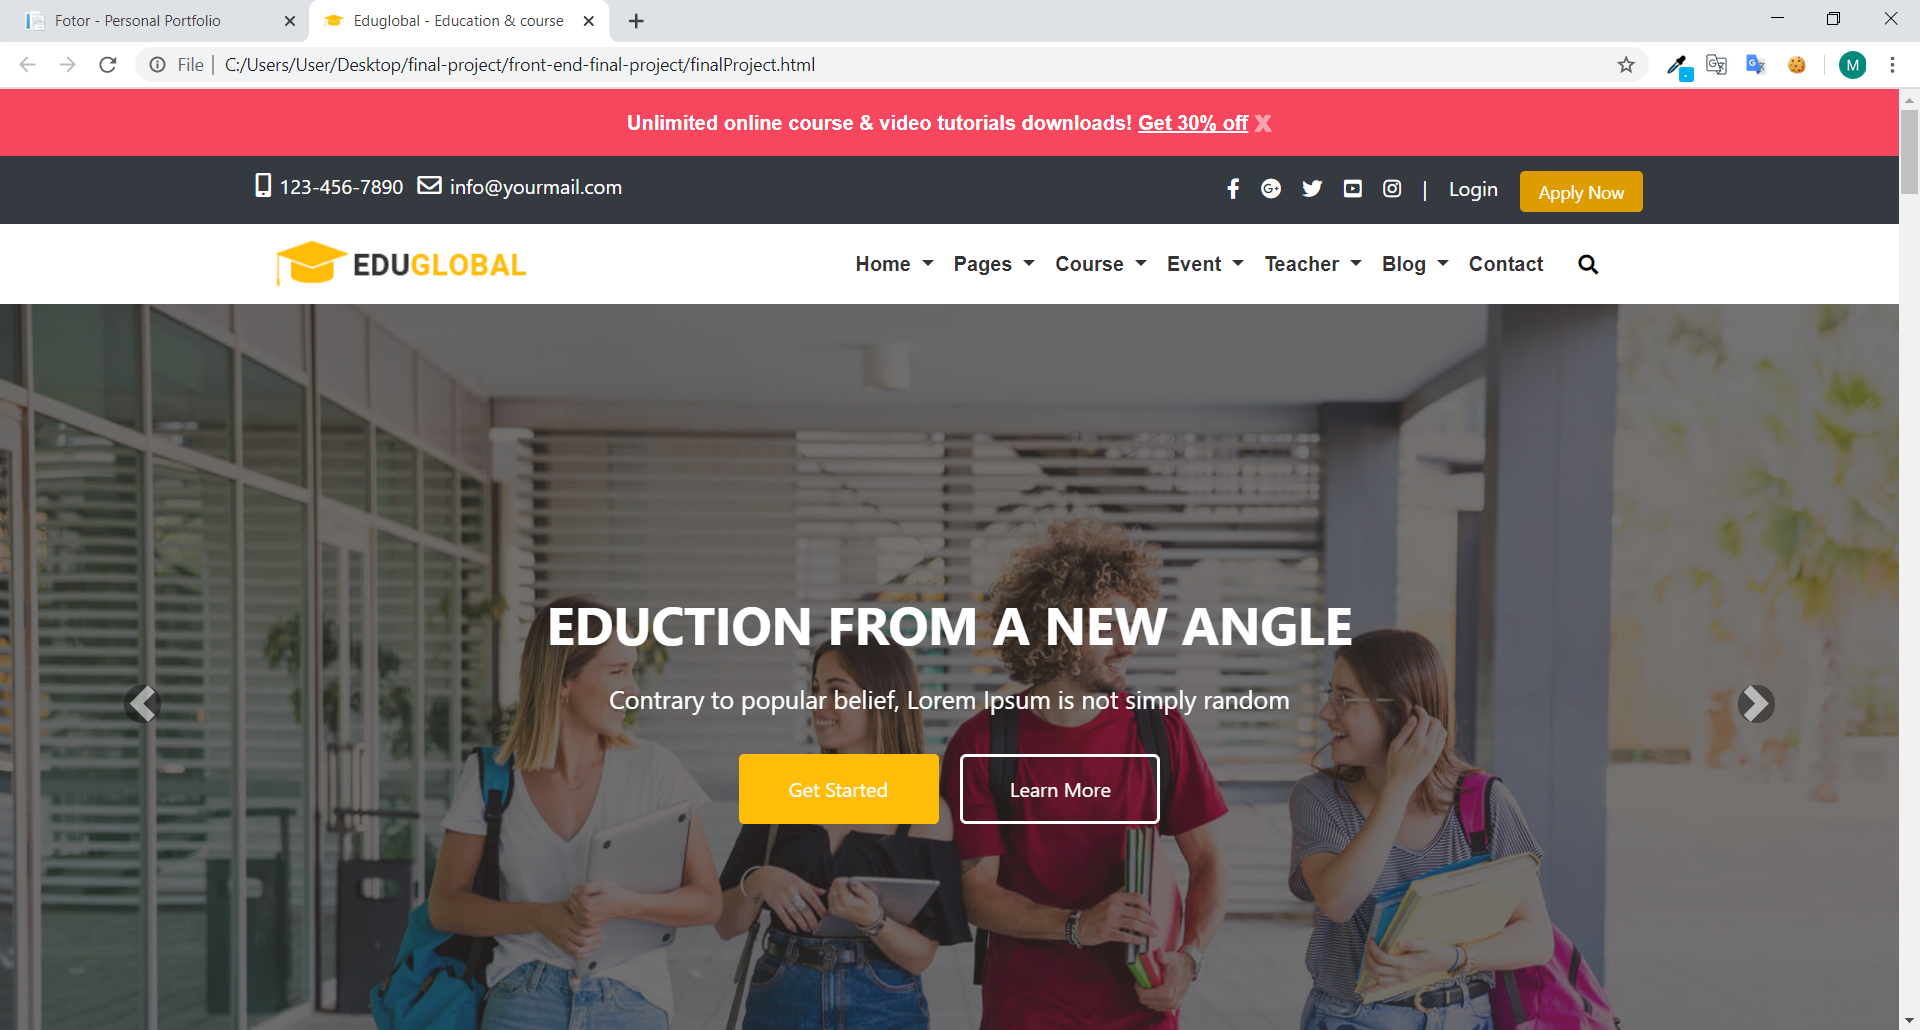 Fotor - Personal Portfolio
Eduglobal - Education & course
File | C:/Users/User/Desktop/final-project/front-end-final-project/finalProject.html
M
Unlimited online course & video tutorials downloads! Get 30% off X
123-456-7890 info@yourmail.com
| Login Apply Now
EDUGLOBAL
Home Pages Course Event Teacher Blog Contact
EDUCTION FROM A NEW ANGLE
Contrary to popular belief, Lorem Ipsum is not simply random
Get Started Learn More